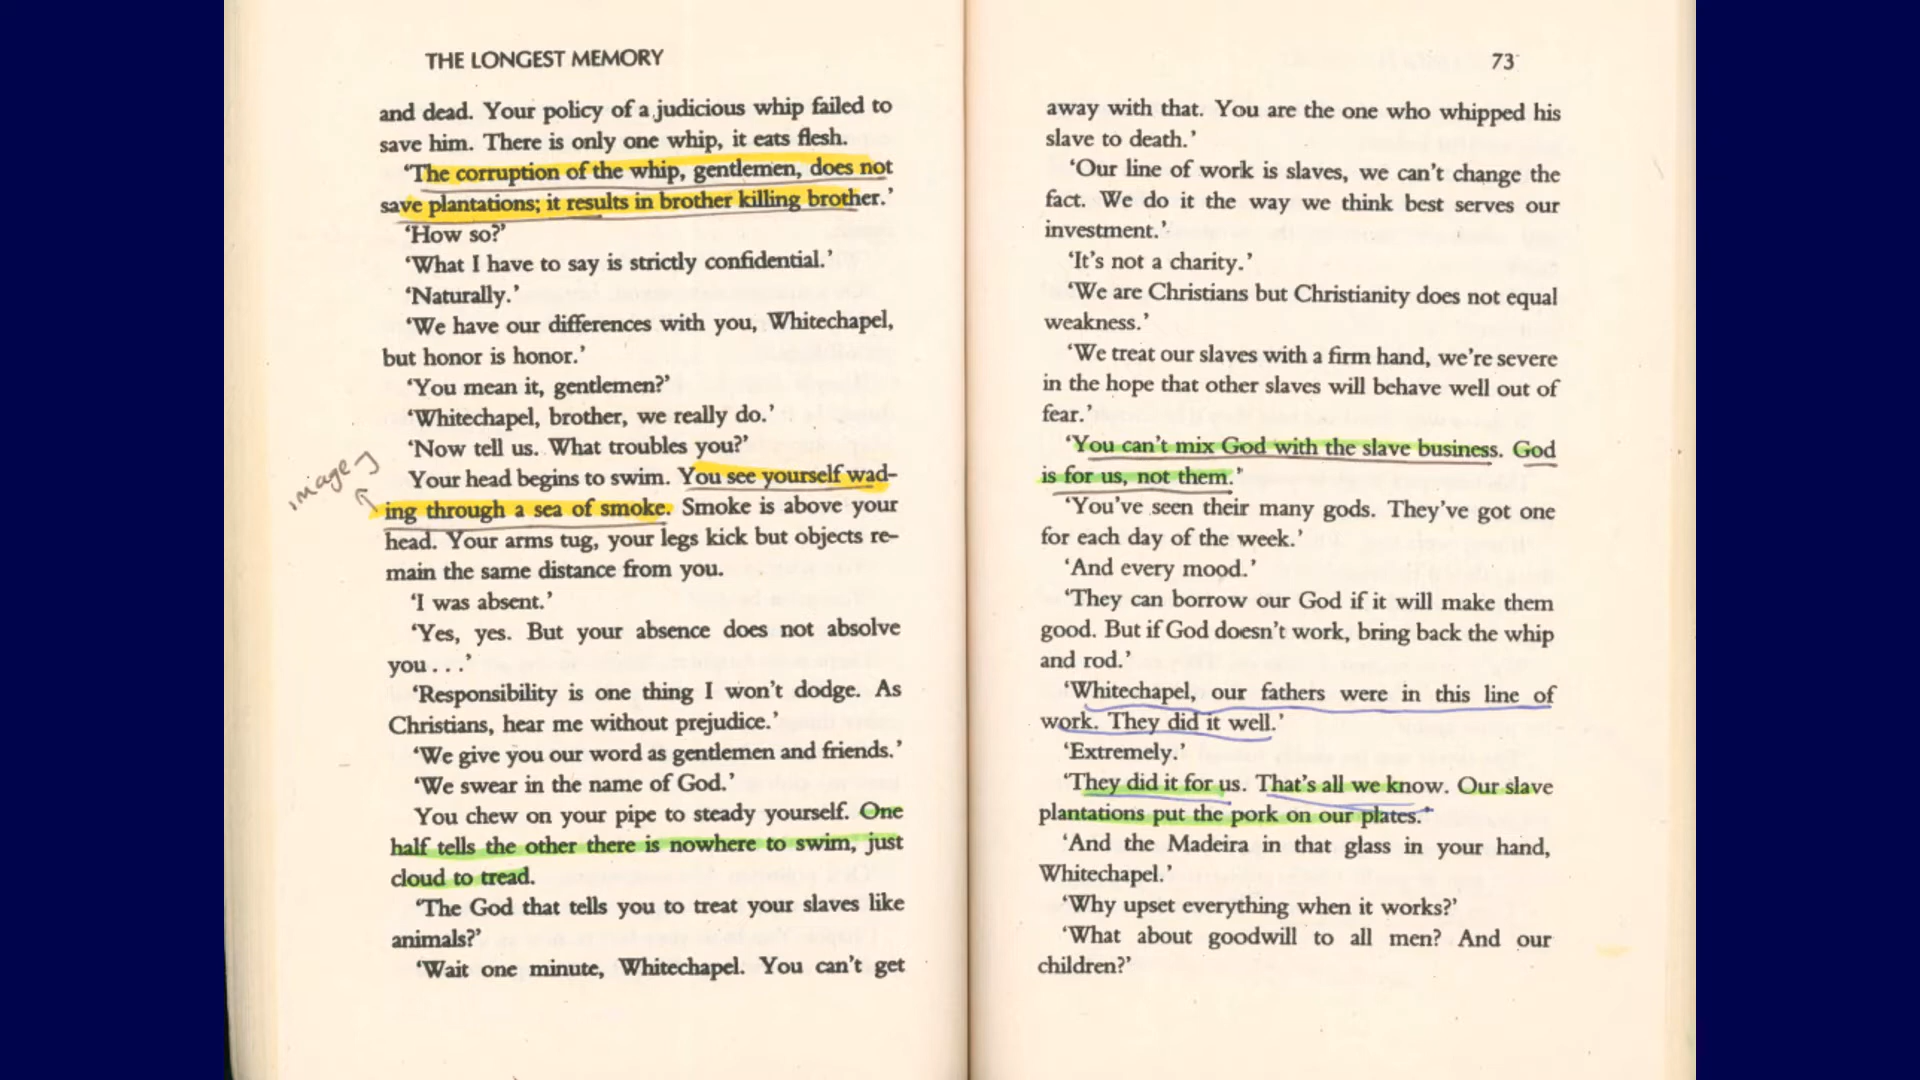 THE LONGEST MEMORY
and dead. Your policy of a judicious whip failed to
save him. There is only one whip, it eats flesh.
‘The corruption of the whip, gentlemen, does not
save plantations; it results in brother killing brother.’
‘How so?’
‘What I have to say is strictly confidential.’
‘Naturally.’
‘We have our differences with you, Whitechapel,
but honor is honor.’
‘You mean it, gentlemen?’
‘Whitechapel, brother, we really do.’
‘Now tell us. What troubles you?’
Your head begins to swim. You see yourself wad-
ing through a sea of smoke. Smoke is above your
head. Your arms tug, your legs kick but objects re-
main the same distance from you.
‘I was absent.’
‘Yes, yes. But your absence does not absolve
you . . .’
‘Responsibility is one thing I won’t dodge. As
Christians, hear me without prejudice.’
‘We give you our word as gentlemen and friends.’
‘We swear in the name of God.’
You chew on your pipe to steady yourself. One
half tells the other there is nowhere to swim, just
cloud to tread.
‘The God that tells you to treat your slaves like
animals?’
‘Wait one minute, Whitechapel. You can’t get
image
73
away with that. You are the one who whipped his
slave to death.’
‘Our line of work is slaves, we can’t change the
fact. We do it the way we think best serves our
investment.’
‘It’s not a charity.’
‘We are Christians but Christianity does not equal
weakness.’
‘We treat our slaves with a firm hand, we’re severe
in the hope that other slaves will behave well out of
fear.’
‘You can’t mix God with the slave business. God
is for us, not them.’
‘You’ve seen their many gods. They’ve got one
for each day of the week.’
‘And every mood.’
‘They can borrow our God if it will make them
good. But if God doesn’t work, bring back the whip
and rod.’
‘Whitechapel, our fathers were in this line of
work. They did it well.’
‘Extremely.’
‘They did it for us. That’s all we know. Our slave
plantations put the pork on our plates.’
‘And the Madeira in that glass in your hand,
Whitechapel.’
‘Why upset everything when it works?’
‘What about goodwill to all men? And our
children?’